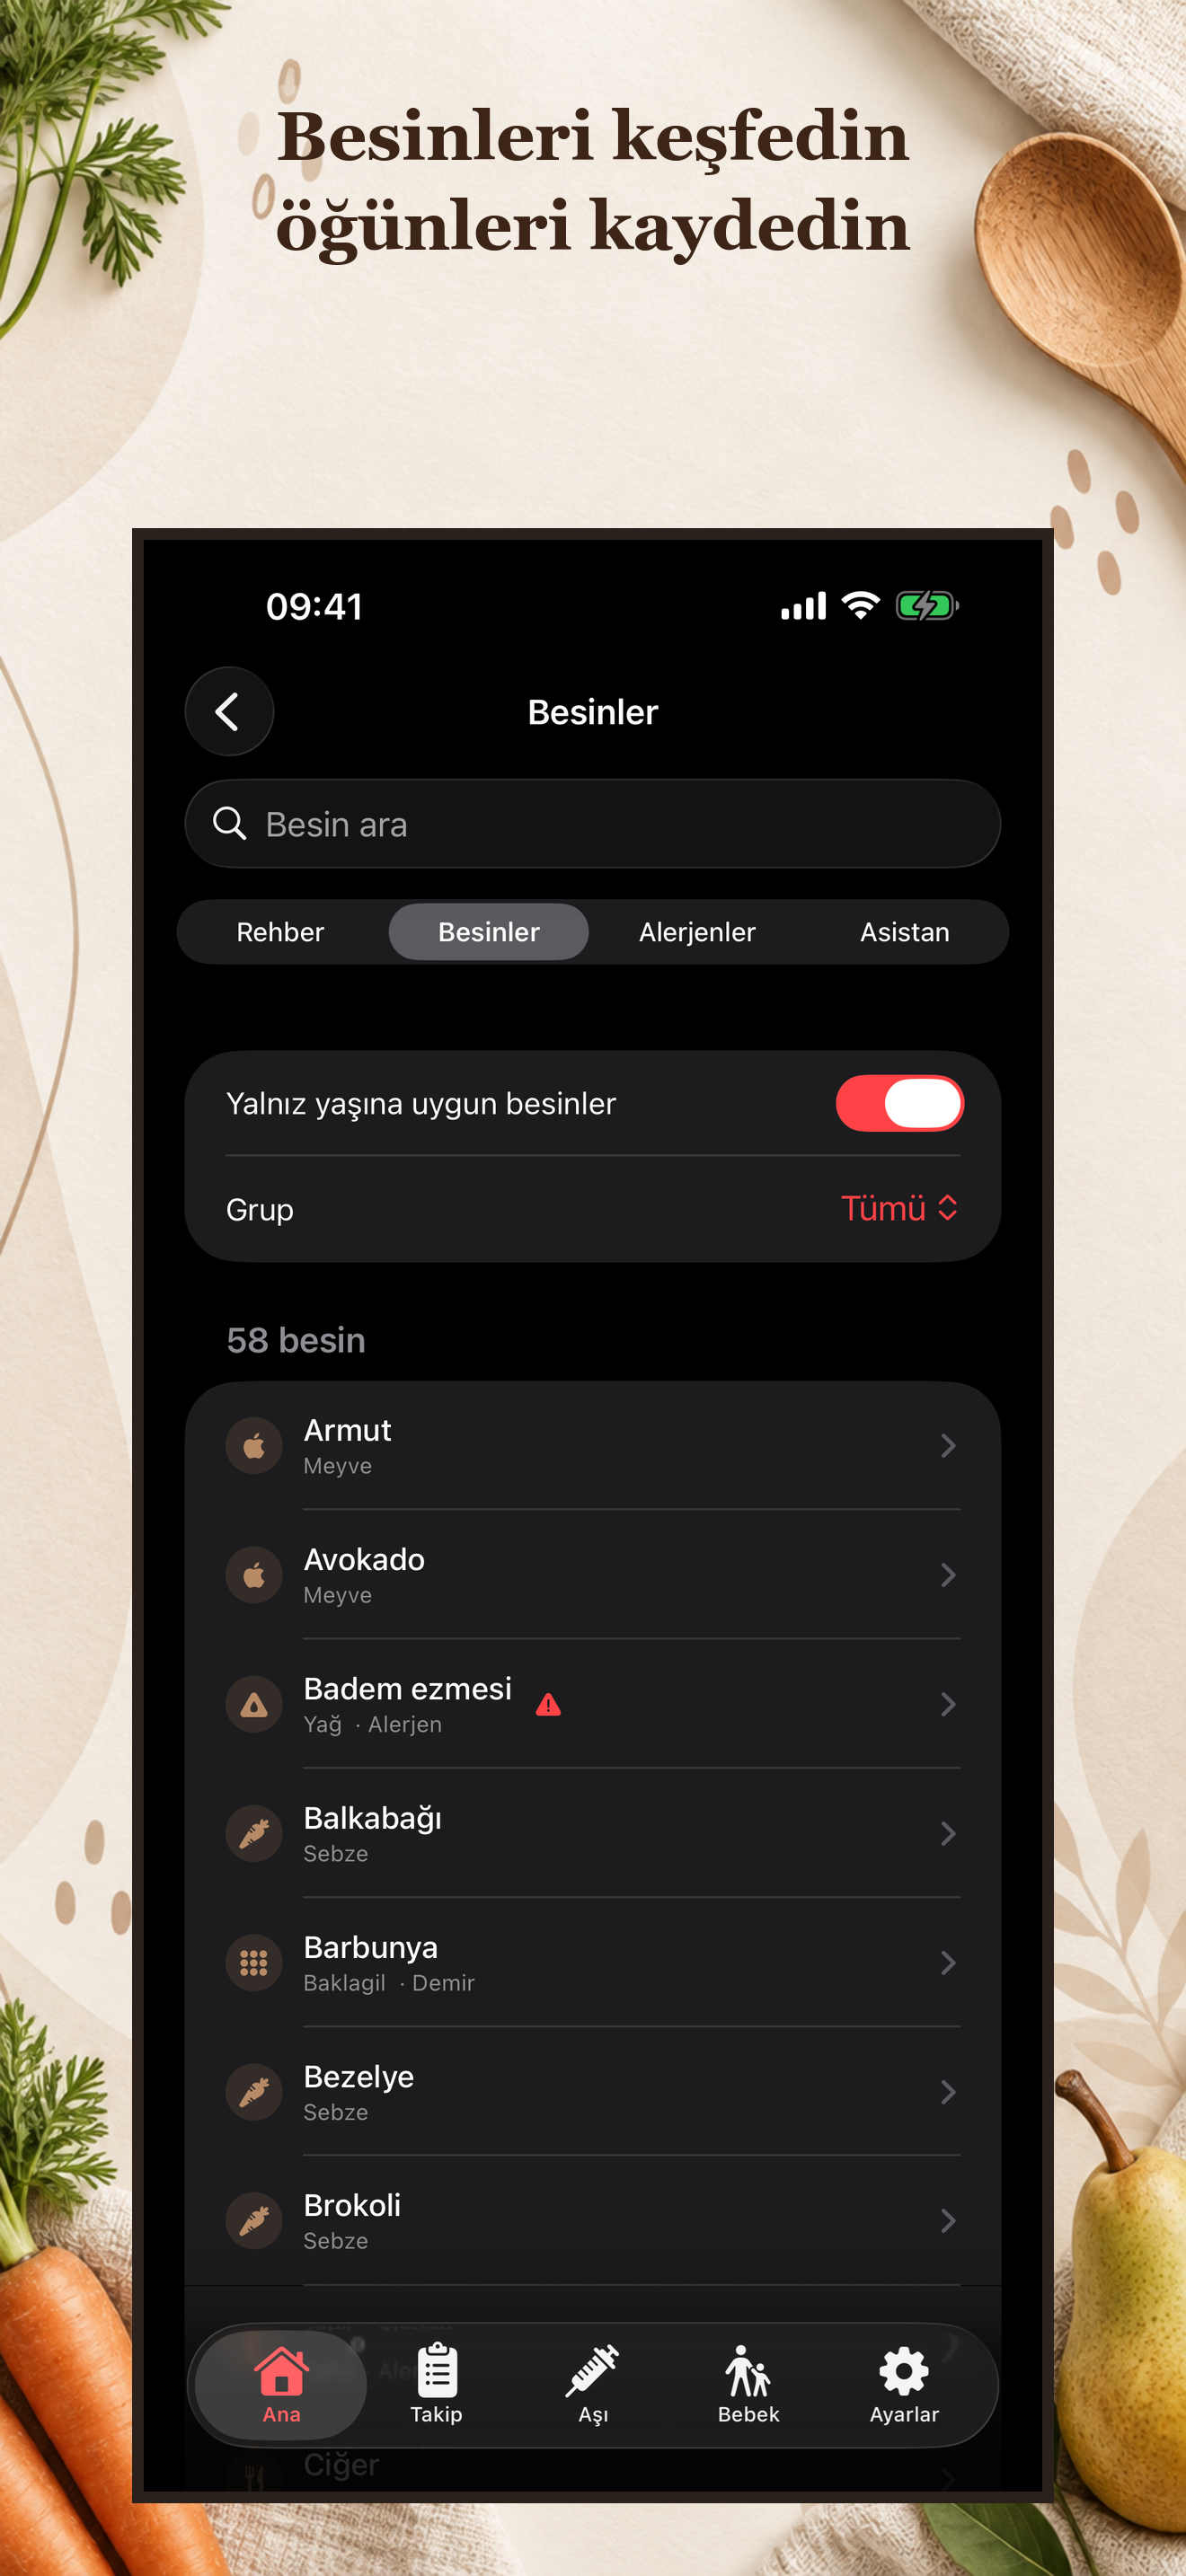 Besinleri keşfedin
öğünleri kaydedin
09:41
Besinler
Besin ara
Rehber Besinler Alerjenler Asistan
Yalnız yaşına uygun besinler
Grup Tümü
58 besin
Armut
Meyve
Avokado
Meyve
Badem ezmesi
Yağ · Alerjen
Balkabağı
Sebze
Barbunya
Baklagil · Demir
Bezelye
Sebze
Brokoli
Sebze
Ana Takip Aşı Bebek Ayarlar
Ciğer